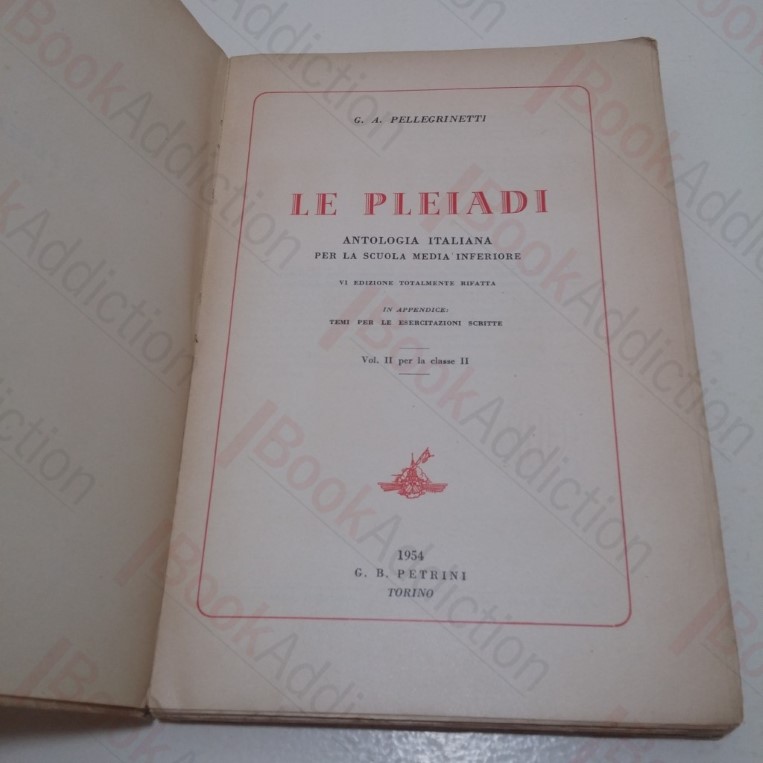 G. A. PELLEGRINETTI
LE PLEIADI
ANTOLOGIA ITALIANA
PER LA SCUOLA MEDIA INFERIORE
VI EDIZIONE TOTALMENTE RIFATTA
IN APPENDICE:
TEMI PER LE ESERCITAZIONI SCRITTE
Vol. II per la classe II
1954
G. B. PETRINI
TORINO
BookAddiction